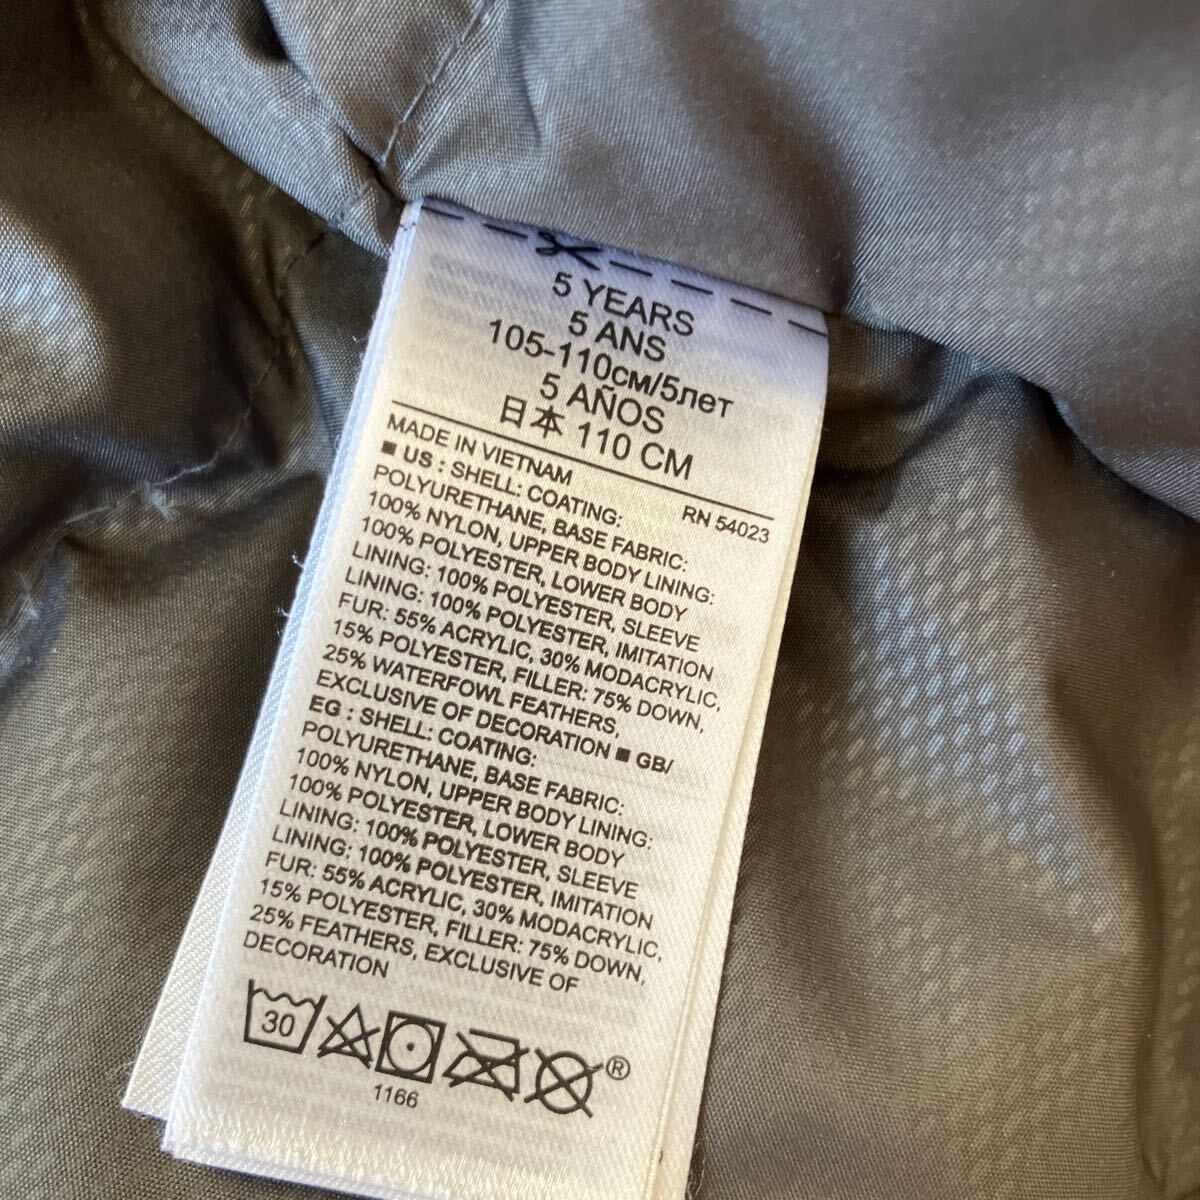 5 YEARS
5 ANS
105-110см/5лет
5 AÑOS
日本 110 CM
MADE IN VIETNAM
RN 54023
■ US : SHELL: COATING:
POLYURETHANE, BASE FABRIC:
100% NYLON, UPPER BODY LINING:
100% POLYESTER, LOWER BODY
LINING: 100% POLYESTER, SLEEVE
LINING: 100% POLYESTER, IMITATION
FUR: 55% ACRYLIC, 30% MODACRYLIC,
15% POLYESTER, FILLER: 75% DOWN,
25% WATERFOWL FEATHERS,
EXCLUSIVE OF DECORATION ■ GB/
EG : SHELL: COATING:
POLYURETHANE, BASE FABRIC:
100% NYLON, UPPER BODY LINING:
100% POLYESTER, LOWER BODY
LINING: 100% POLYESTER, SLEEVE
LINING: 100% POLYESTER, IMITATION
FUR: 55% ACRYLIC, 30% MODACRYLIC,
15% POLYESTER, FILLER: 75% DOWN,
25% FEATHERS, EXCLUSIVE OF
DECORATION
30
®
1166